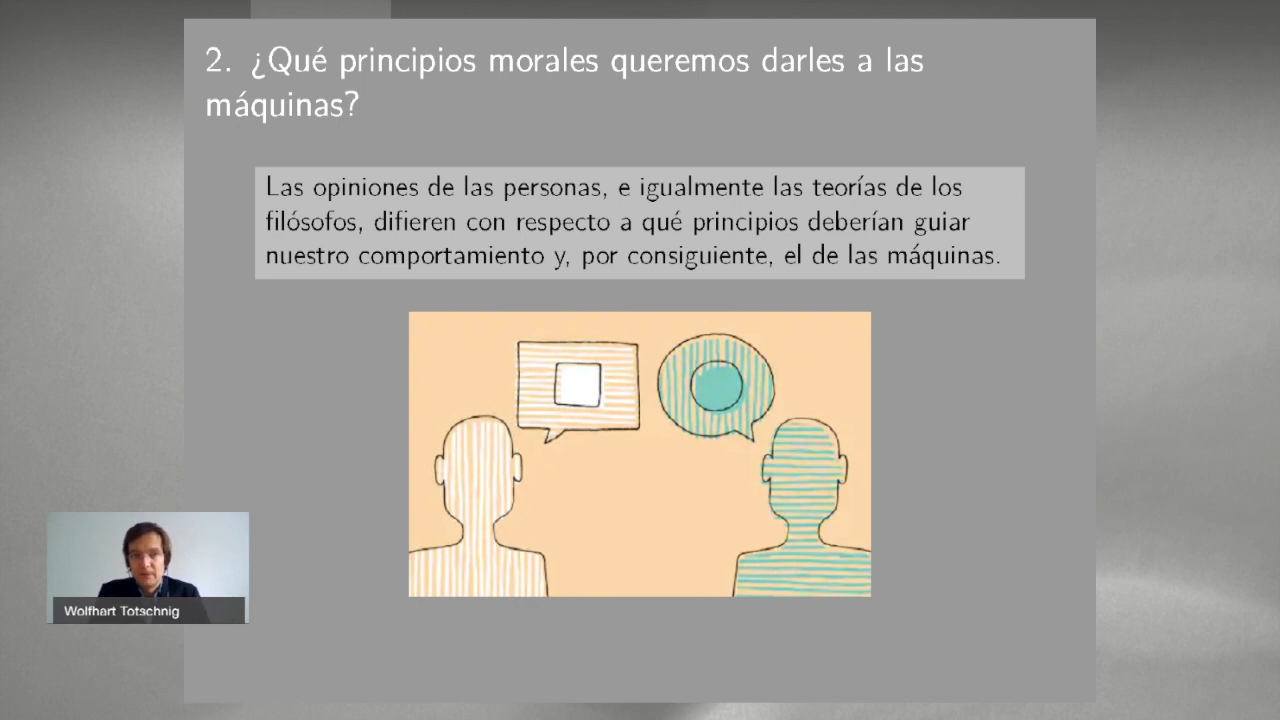 2. ¿Qué principios morales queremos darles a las
máquinas?
Las opiniones de las personas, e igualmente las teorías de los
filósofos, difieren con respecto a qué principios deberían guiar
nuestro comportamiento y, por consiguiente, el de las máquinas.
Wolfhart Totschnig